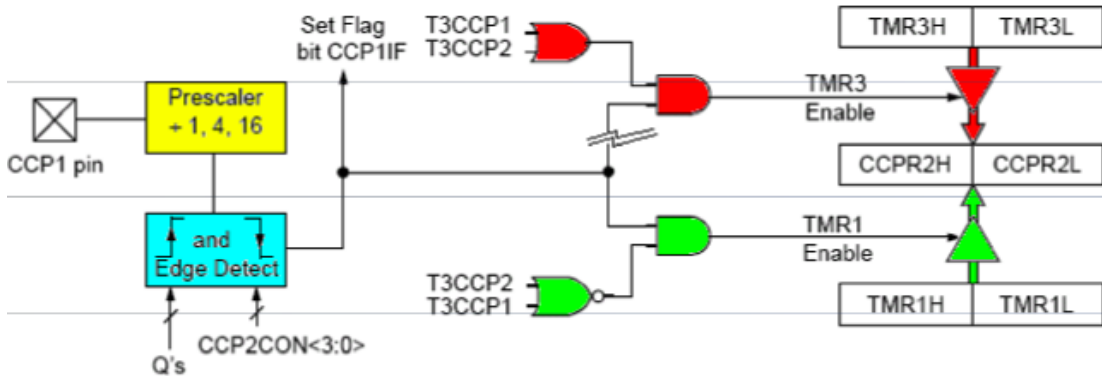 Set Flag
bit CCP1IF
T3CCP1
T3CCP2
TMR3H TMR3L
Prescaler
÷ 1, 4, 16
TMR3
Enable
CCP1 pin
CCPR2H CCPR2L
and
Edge Detect
TMR1
Enable
T3CCP2
T3CCP1
TMR1H TMR1L
CCP2CON<3:0>
Q's